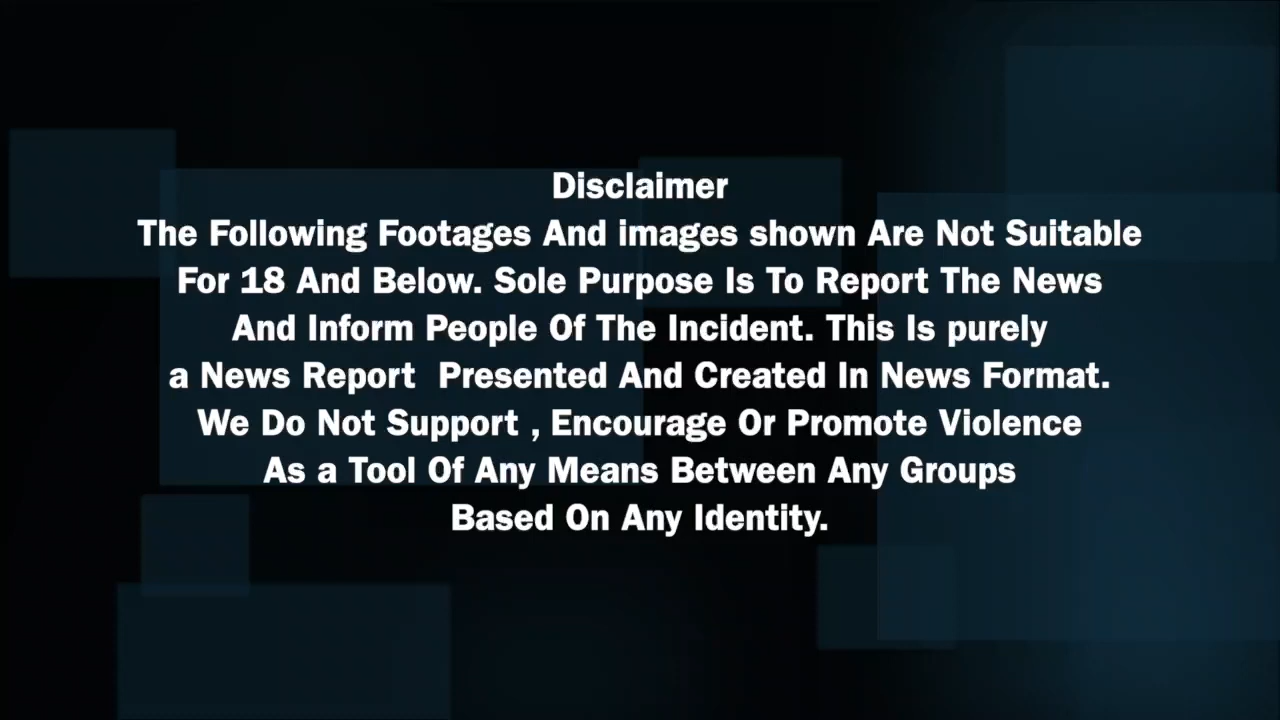 Disclaimer
The Following Footages And images shown Are Not Suitable
For 18 And Below. Sole Purpose Is To Report The News
And Inform People Of The Incident. This Is purely
a News Report  Presented And Created In News Format.
We Do Not Support , Encourage Or Promote Violence
As a Tool Of Any Means Between Any Groups
Based On Any Identity.